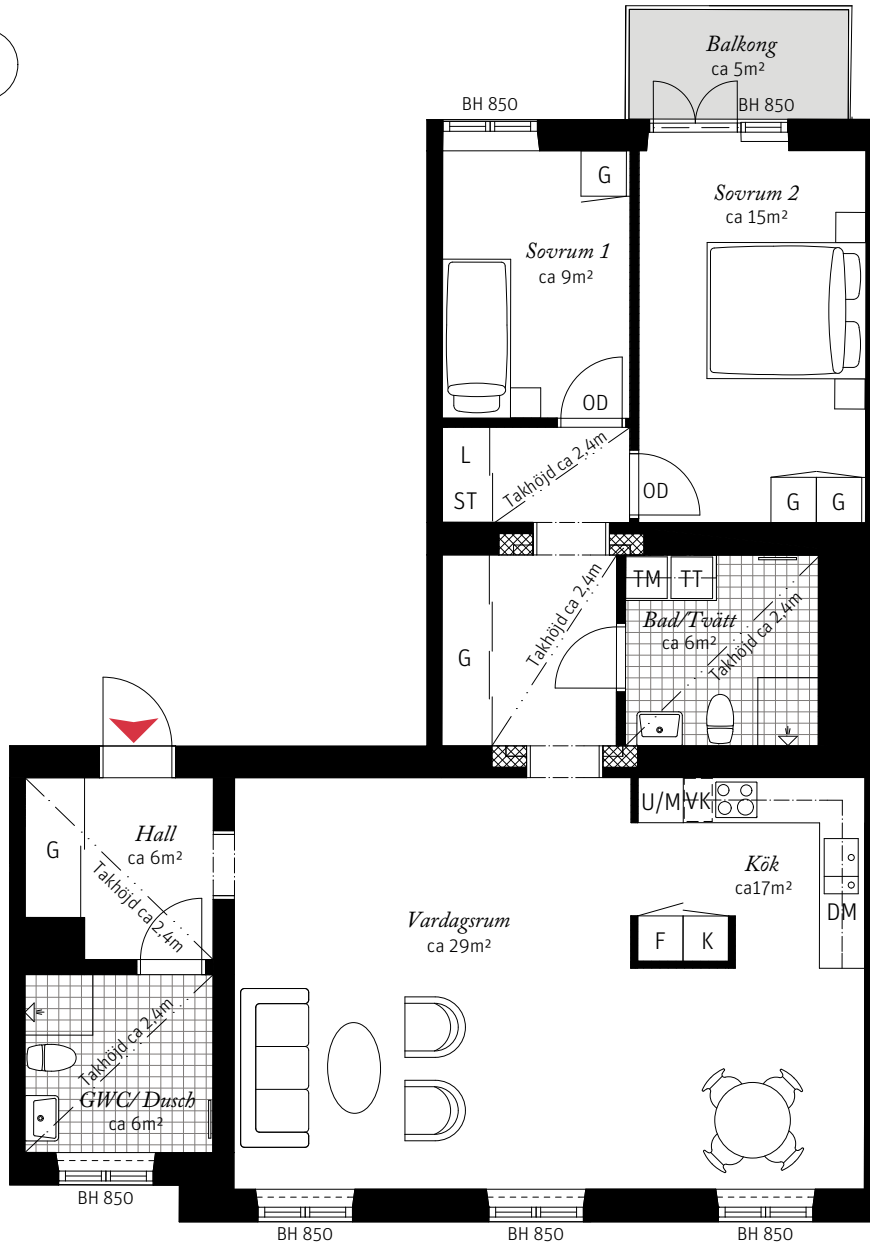 Balkong
ca 5m²
BH 850
BH 850
G
Sovrum 2
ca 15m²
Sovrum 1
ca 9m²
OD
L
ST
Takhöjd ca 2,4m
OD
G
G
TM
TT
Takhöjd ca 2,4m
Bad/Tvätt
ca 6m²
Takhöjd ca 2,4m
G
U/M
VK
Hall
ca 6m²
G
Takhöjd ca 2,4m
Kök
ca17m²
Vardagsrum
ca 29m²
DM
F
K
Takhöjd ca 2,4m
GWC/ Dusch
ca 6m²
BH 850
BH 850
BH 850
BH 850